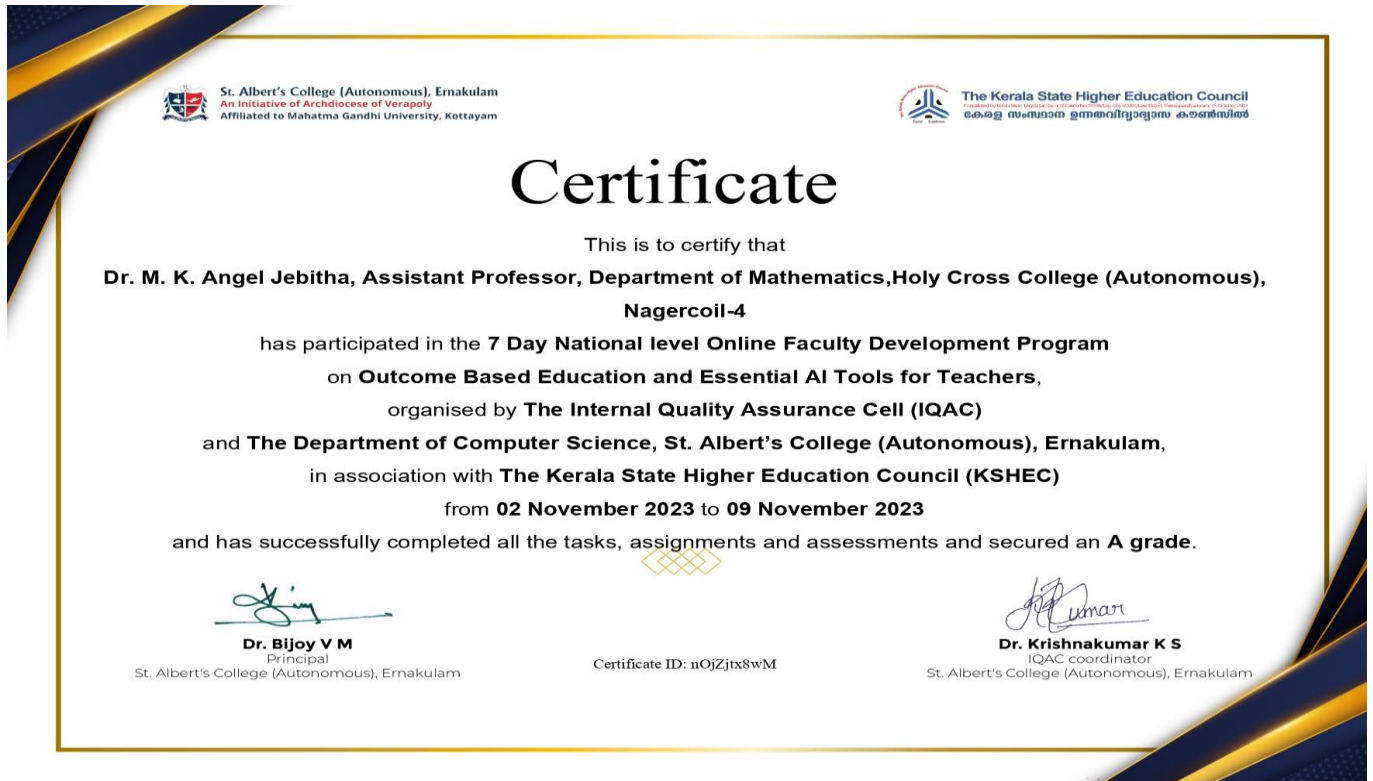 St. Albert's College (Autonomous), Ernakulam
An Initiative of Archdiocese of Verapoly
Affiliated to Mahatma Gandhi University, Kottayam
The Kerala State Higher Education Council
കേരള സംസ്ഥാന ഉന്നതവിദ്യാഭ്യാസ കൗൺസിൽ
Certificate
This is to certify that
Dr. M. K. Angel Jebitha, Assistant Professor, Department of Mathematics,Holy Cross College (Autonomous),
Nagercoil-4
has participated in the 7 Day National level Online Faculty Development Program
on Outcome Based Education and Essential AI Tools for Teachers,
organised by The Internal Quality Assurance Cell (IQAC)
and The Department of Computer Science, St. Albert’s College (Autonomous), Ernakulam,
in association with The Kerala State Higher Education Council (KSHEC)
from 02 November 2023 to 09 November 2023
and has successfully completed all the tasks, assignments and assessments and secured an A grade.
Dr. Bijoy V M
Principal
St. Albert's College (Autonomous), Ernakulam
Certificate ID: nOjZjtx8wM
Kumar
Dr. Krishnakumar K S
IQAC coordinator
St. Albert's College (Autonomous), Ernakulam